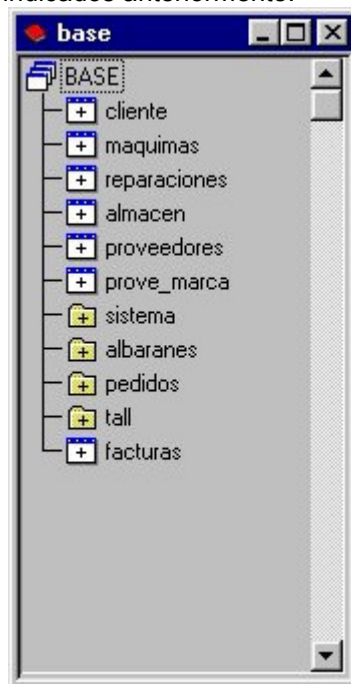 base
BASE
cliente
maquimas
reparaciones
almacen
proveedores
prove_marca
sistema
albaranes
pedidos
tall
facturas